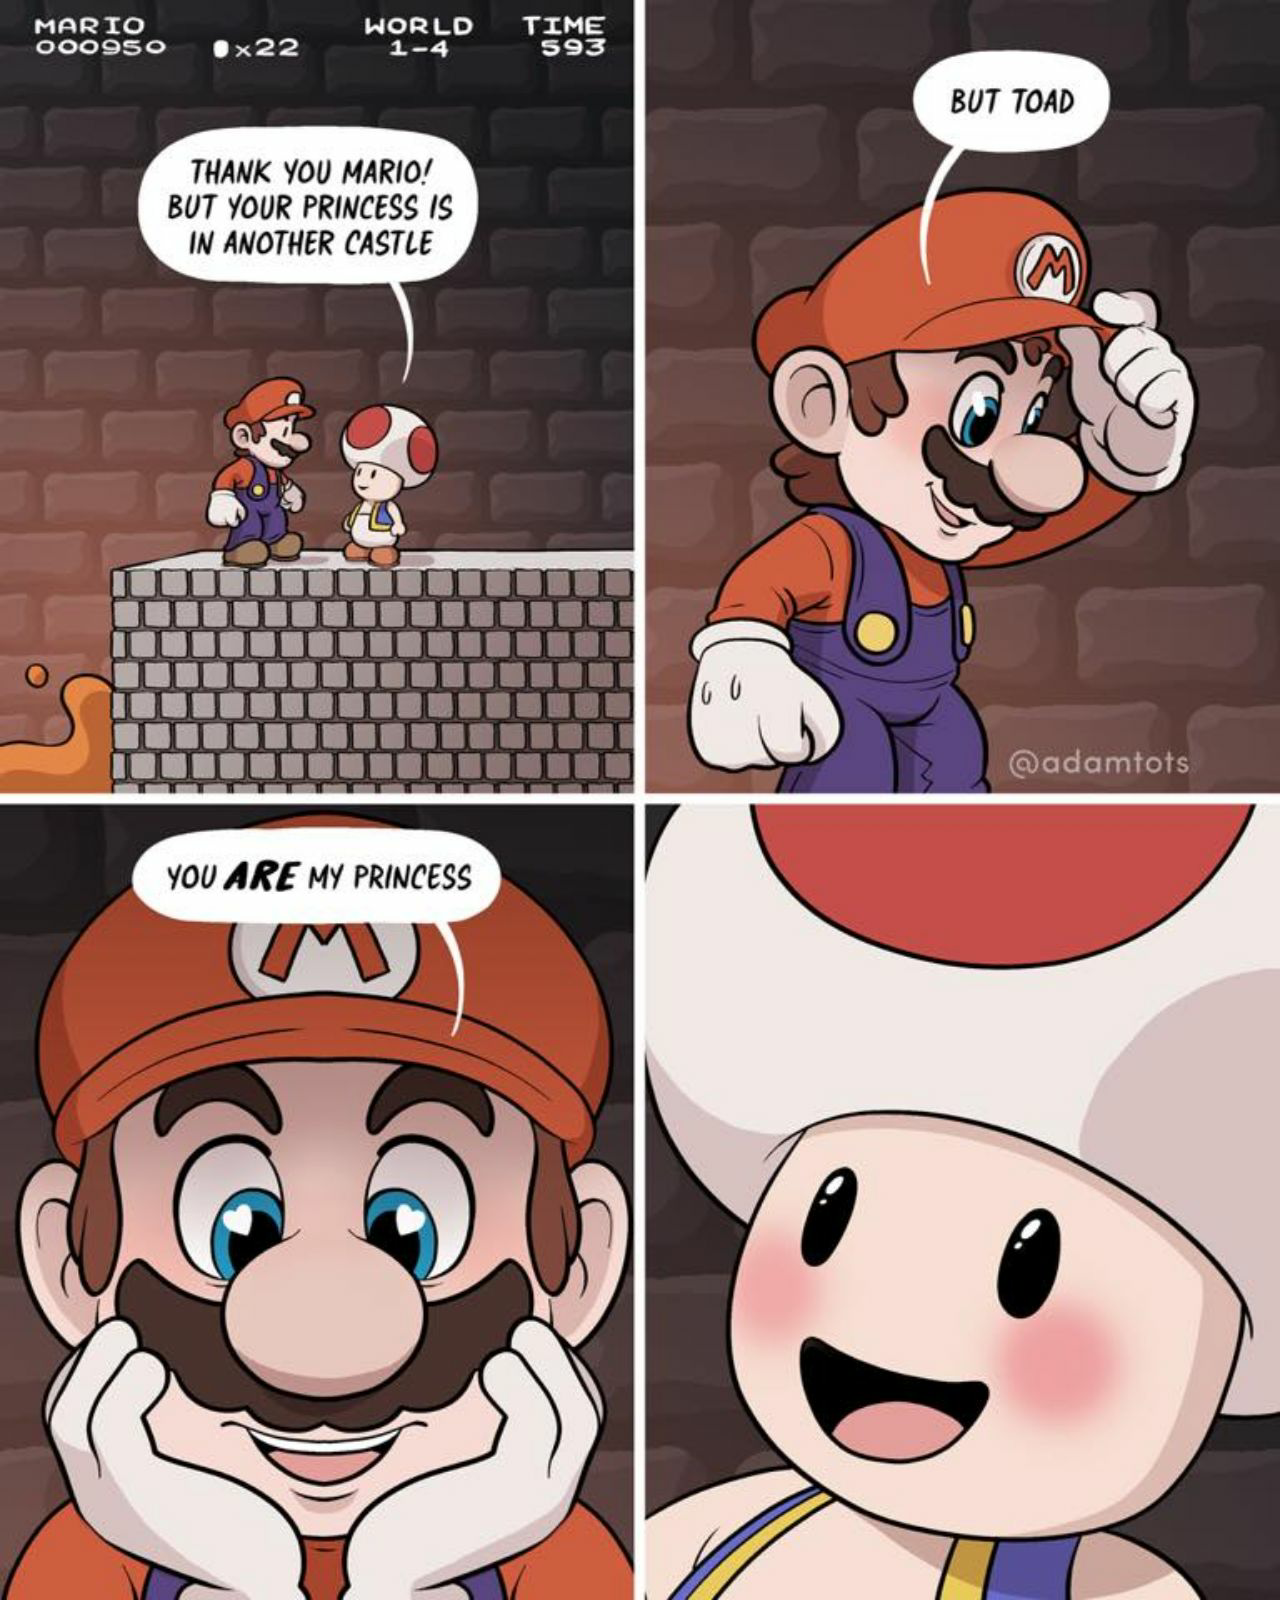 MARIO WORLD TIME
000950 x22 1-4 593
THANK YOU MARIO!
BUT YOUR PRINCESS IS
IN ANOTHER CASTLE
BUT TOAD
M
@adamtots
YOU ARE MY PRINCESS
M